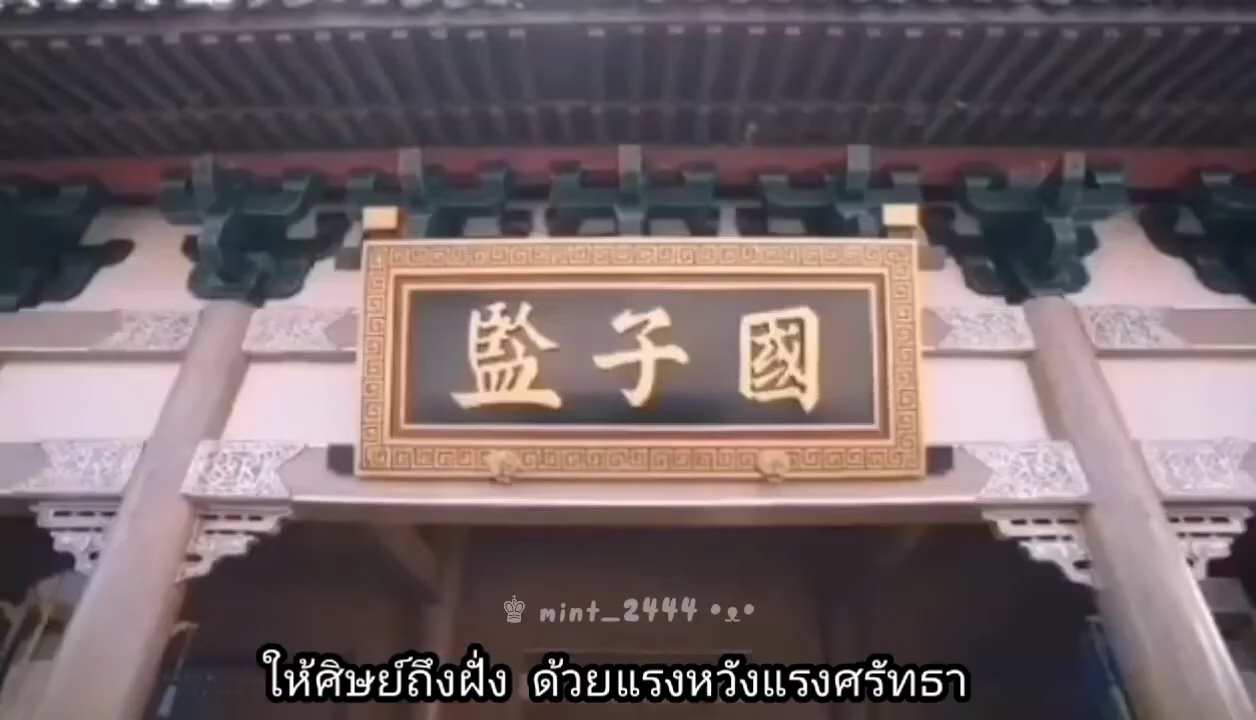 國子監
♔ mint_2444 •ᴥ•
ให้ศิษย์ถึงฝั่ง ด้วยแรงหวังแรงศรัทธา